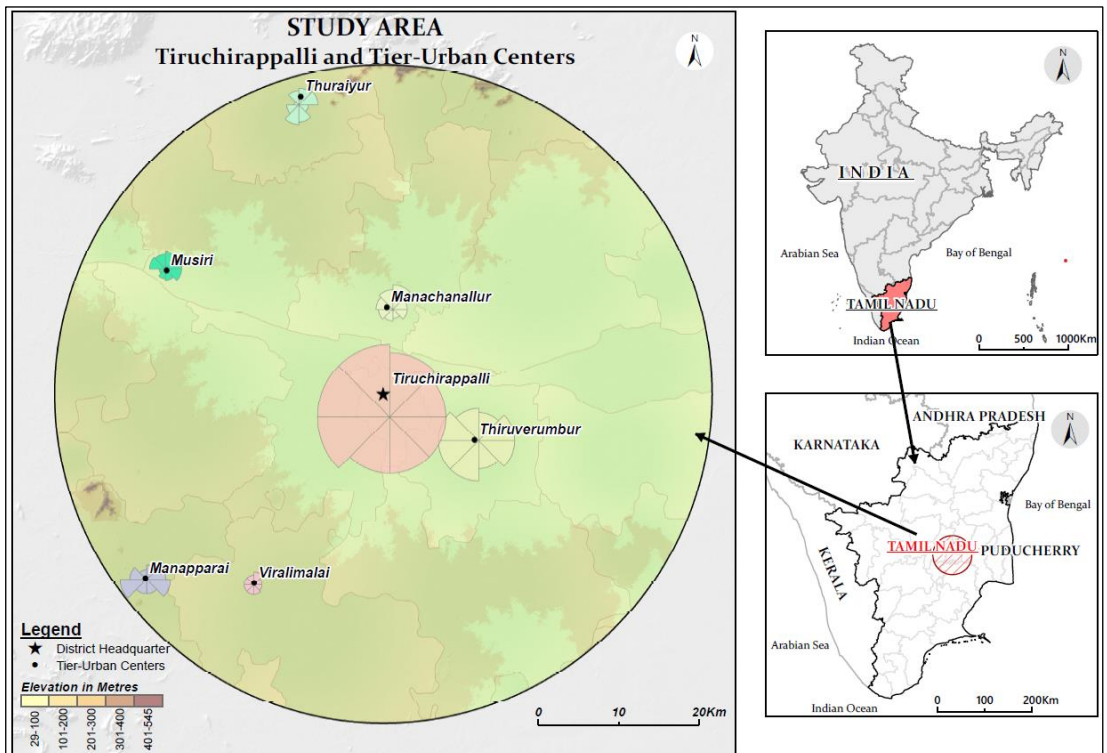 STUDY AREA
Tiruchirappalli and Tier-Urban Centers
N
Thuraiyur
Musiri
Manachanallur
Tiruchirappalli
Thiruverumbur
Manapparai
Viralimalai
Legend
District Headquarter
Tier-Urban Centers
Elevation in Metres
29-100
101-200
201-300
301-400
401-545
0 10 20Km
N
INDIA
Arabian Sea
Bay of Bengal
TAMIL NADU
Indian Ocean
0 500 1000Km
N
ANDHRA PRADESH
KARNATAKA
Bay of Bengal
TAMIL NADU
PUDUCHERRY
KERALA
Arabian Sea
Indian Ocean
0 100 200Km